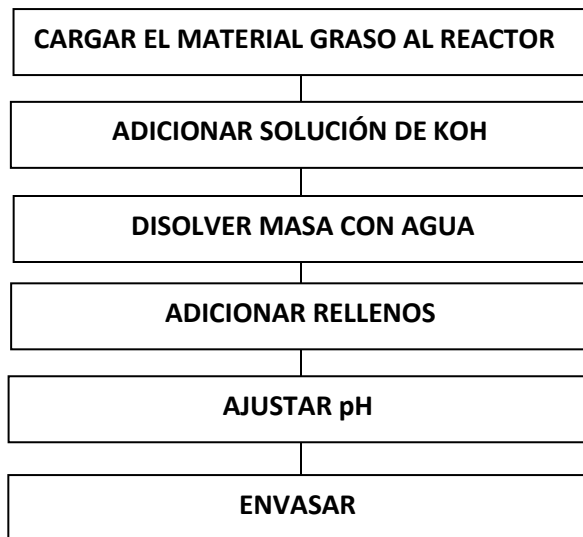 CARGAR EL MATERIAL GRASO AL REACTOR
ADICIONAR SOLUCIÓN DE KOH
DISOLVER MASA CON AGUA
ADICIONAR RELLENOS
AJUSTAR pH
ENVASAR